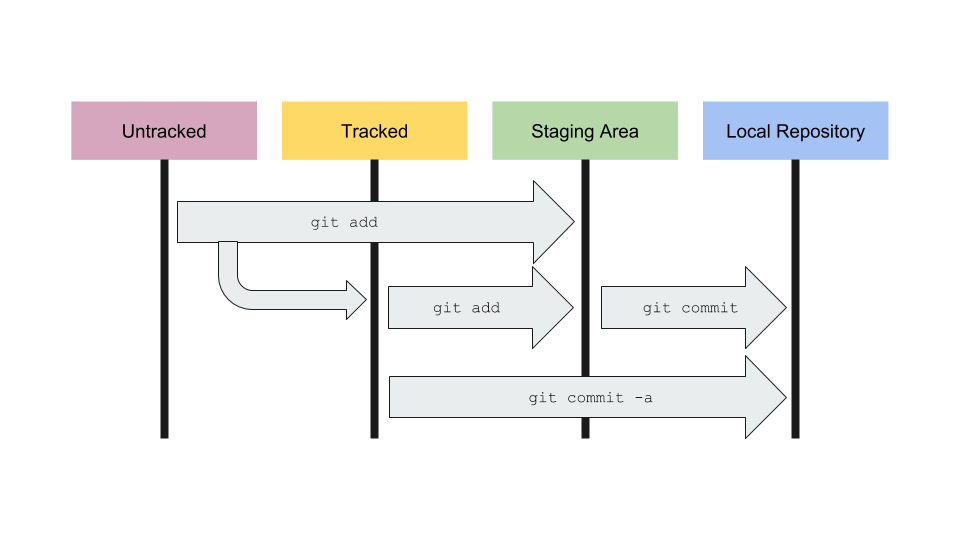 Untracked
Tracked
Staging Area
Local Repository
git add
git add
git commit
git commit -a